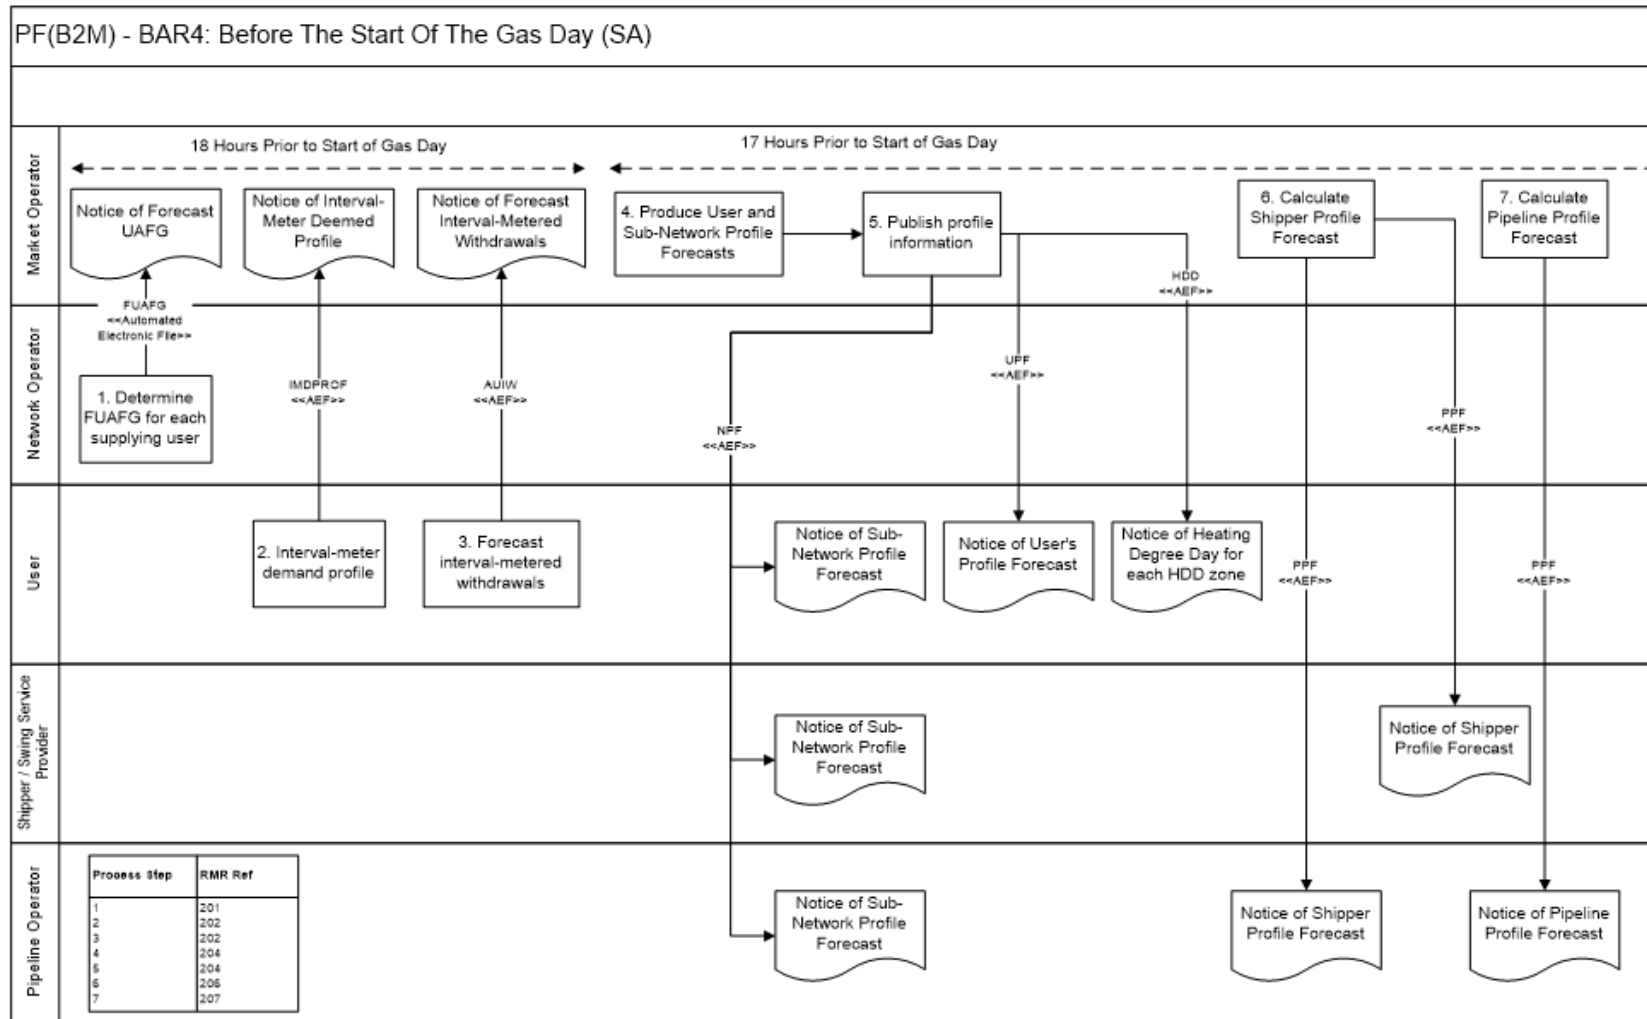 PF(B2M) - BAR4: Before The Start Of The Gas Day (SA)
Market Operator
18 Hours Prior to Start of Gas Day
17 Hours Prior to Start of Gas Day
Notice of Forecast
UAFG
Notice of Interval-
Meter Deemed
Profile
Notice of Forecast
Interval-Metered
Withdrawals
4. Produce User and
Sub-Network Profile
Forecasts
5. Publish profile
information
6. Calculate
Shipper Profile
Forecast
7. Calculate
Pipeline Profile
Forecast
FUAFG
<<Automated
Electronic File>>
HDD
<<AEF>>
Network Operator
1. Determine
FUAFG for each
supplying user
IMDPROF
<<AEF>>
AUIW
<<AEF>>
NPF
<<AEF>>
UPF
<<AEF>>
PPF
<<AEF>>
User
2. Interval-meter
demand profile
3. Forecast
interval-metered
withdrawals
Notice of Sub-
Network Profile
Forecast
Notice of User's
Profile Forecast
Notice of Heating
Degree Day for
each HDD zone
PPF
<<AEF>>
PPF
<<AEF>>
Shipper / Swing Service
Provider
Notice of Sub-
Network Profile
Forecast
Notice of Shipper
Profile Forecast
Pipeline Operator
Process Step RMR Ref
1 201
2 202
3 202
4 204
5 204
6 206
7 207
Notice of Sub-
Network Profile
Forecast
Notice of Shipper
Profile Forecast
Notice of Pipeline
Profile Forecast